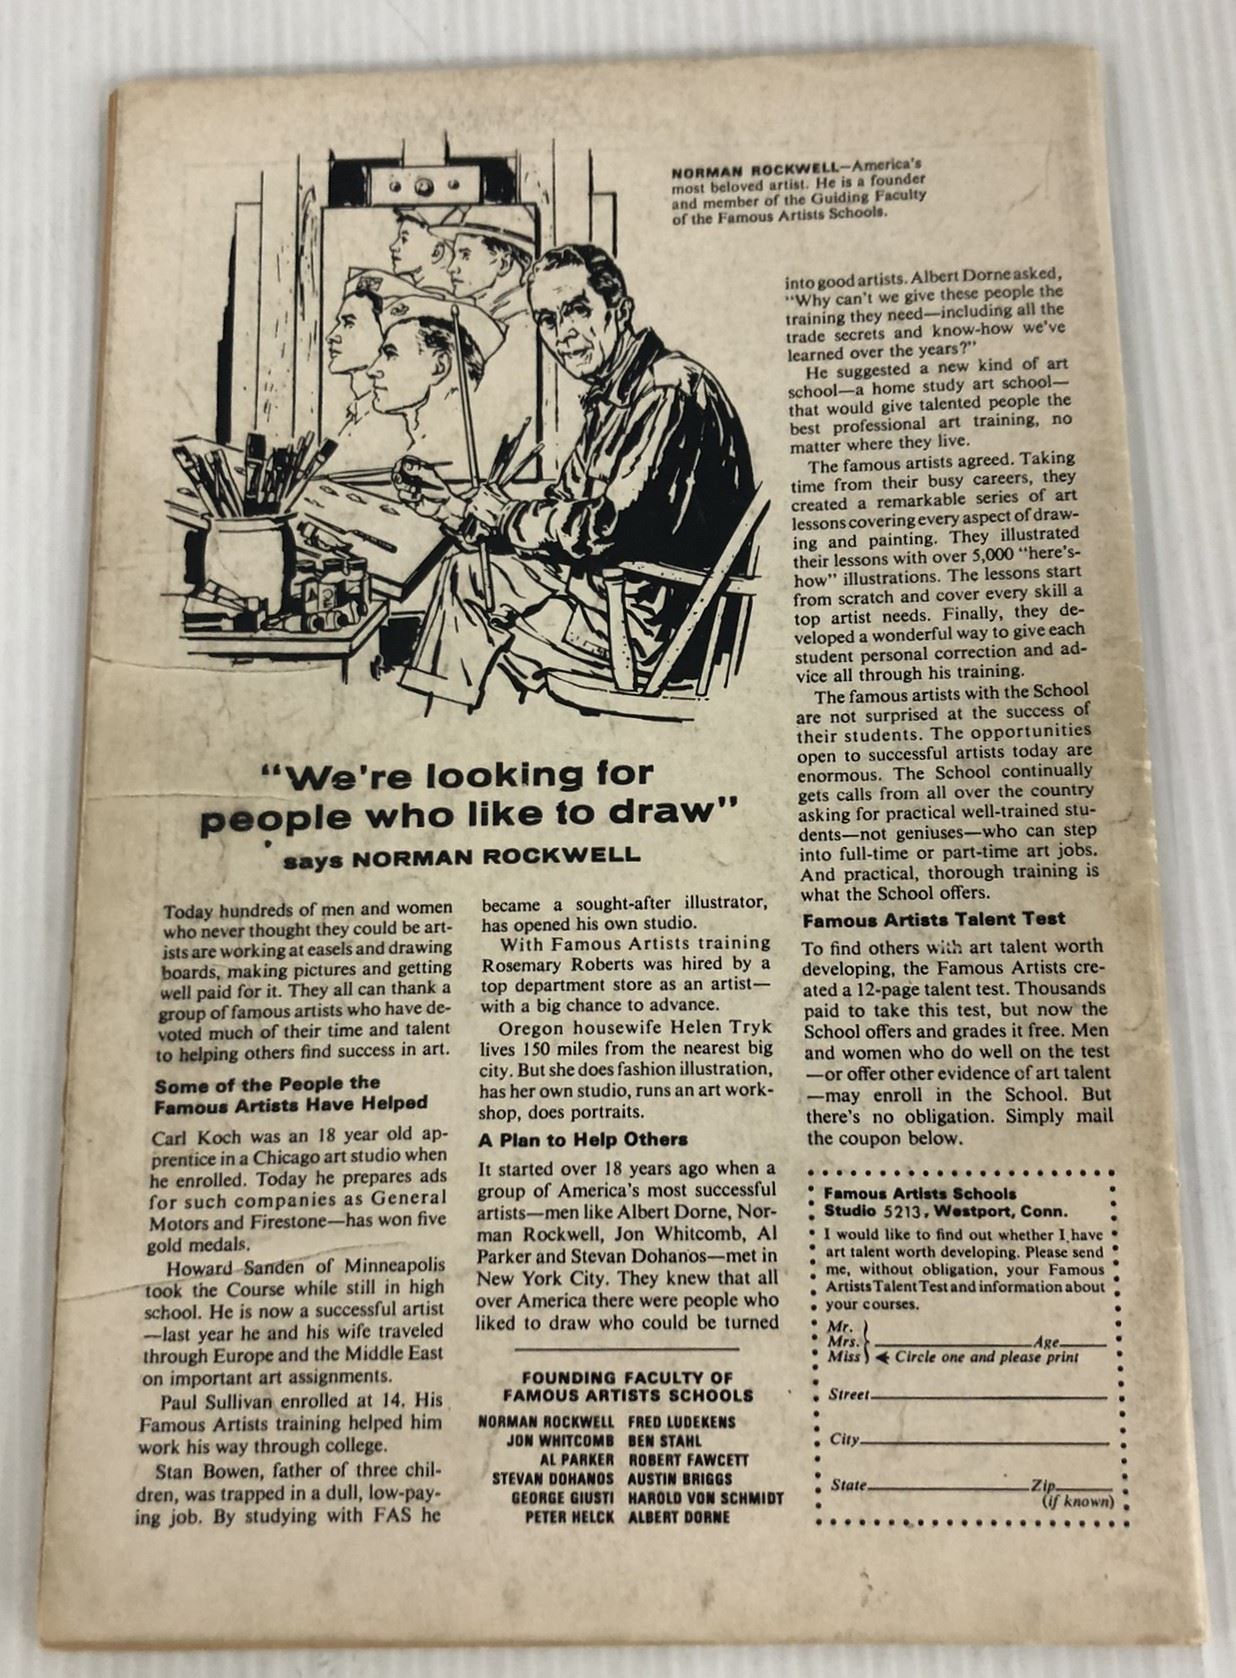 NORMAN ROCKWELL—America's
most beloved artist. He is a founder
and member of the Guiding Faculty
of the Famous Artists Schools.
"We're looking for
people who like to draw"
says NORMAN ROCKWELL
Today hundreds of men and women
who never thought they could be art-
ists are working at easels and drawing
boards, making pictures and getting
well paid for it. They all can thank a
group of famous artists who have de-
voted much of their time and talent
to helping others find success in art.
Some of the People the
Famous Artists Have Helped
Carl Koch was an 18 year old ap-
prentice in a Chicago art studio when
he enrolled. Today he prepares ads
for such companies as General
Motors and Firestone—has won five
gold medals.
Howard Sanden of Minneapolis
took the Course while still in high
school. He is now a successful artist
—last year he and his wife traveled
through Europe and the Middle East
on important art assignments.
Paul Sullivan enrolled at 14. His
Famous Artists training helped him
work his way through college.
Stan Bowen, father of three chil-
dren, was trapped in a dull, low-pay-
ing job. By studying with FAS he
became a sought-after illustrator,
has opened his own studio.
With Famous Artists training
Rosemary Roberts was hired by a
top department store as an artist—
with a big chance to advance.
Oregon housewife Helen Tryk
lives 150 miles from the nearest big
city. But she does fashion illustration,
has her own studio, runs an art work-
shop, does portraits.
A Plan to Help Others
It started over 18 years ago when a
group of America's most successful
artists—men like Albert Dorne, Nor-
man Rockwell, Jon Whitcomb, Al
Parker and Stevan Dohanos—met in
New York City. They knew that all
over America there were people who
liked to draw who could be turned
into good artists. Albert Dorne asked,
"Why can't we give these people the
training they need—including all the
trade secrets and know-how we've
learned over the years?"
He suggested a new kind of art
school—a home study art school—
that would give talented people the
best professional art training, no
matter where they live.
The famous artists agreed. Taking
time from their busy careers, they
created a remarkable series of art
lessons covering every aspect of draw-
ing and painting. They illustrated
their lessons with over 5,000 "here's-
how" illustrations. The lessons start
from scratch and cover every skill a
top artist needs. Finally, they de-
veloped a wonderful way to give each
student personal correction and ad-
vice all through his training.
The famous artists with the School
are not surprised at the success of
their students. The opportunities
open to successful artists today are
enormous. The School continually
gets calls from all over the country
asking for practical well-trained stu-
dents—not geniuses—who can step
into full-time or part-time art jobs.
And practical, thorough training is
what the School offers.
Famous Artists Talent Test
To find others with art talent worth
developing, the Famous Artists cre-
ated a 12-page talent test. Thousands
paid to take this test, but now the
School offers and grades it free. Men
and women who do well on the test
—or offer other evidence of art talent
—may enroll in the School. But
there's no obligation. Simply mail
the coupon below.
FOUNDING FACULTY OF
FAMOUS ARTISTS SCHOOLS
NORMAN ROCKWELL FRED LUDEKENS
JON WHITCOMB BEN STAHL
AL PARKER ROBERT FAWCETT
STEVAN DOHANOS AUSTIN BRIGGS
GEORGE GIUSTI HAROLD VON SCHMIDT
PETER HELCK ALBERT DORNE
Famous Artists Schools
Studio 5213, Westport, Conn.
I would like to find out whether I have
art talent worth developing. Please send
me, without obligation, your Famous
Artists Talent Test and information about
your courses.
Mr.
Mrs. Age
Miss Circle one and please print
Street
City
State Zip
(if known)